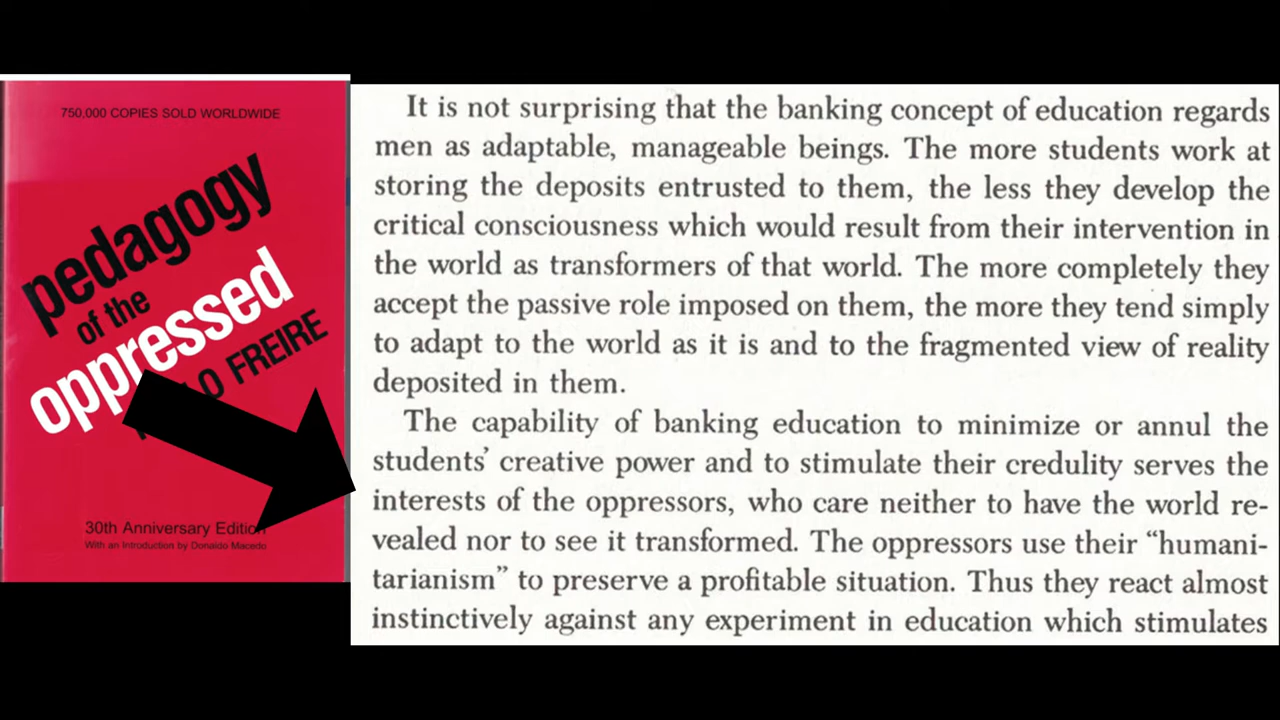 750,000 COPIES SOLD WORLDWIDE
pedagogy
of the
oppressed
LO FREIRE
30th Anniversary Edition
With an Introduction by Donaldo Macedo
It is not surprising that the banking concept of education regards
men as adaptable, manageable beings. The more students work at
storing the deposits entrusted to them, the less they develop the
critical consciousness which would result from their intervention in
the world as transformers of that world. The more completely they
accept the passive role imposed on them, the more they tend simply
to adapt to the world as it is and to the fragmented view of reality
deposited in them.
The capability of banking education to minimize or annul the
students’ creative power and to stimulate their credulity serves the
interests of the oppressors, who care neither to have the world re-
vealed nor to see it transformed. The oppressors use their “humani-
tarianism” to preserve a profitable situation. Thus they react almost
instinctively against any experiment in education which stimulates